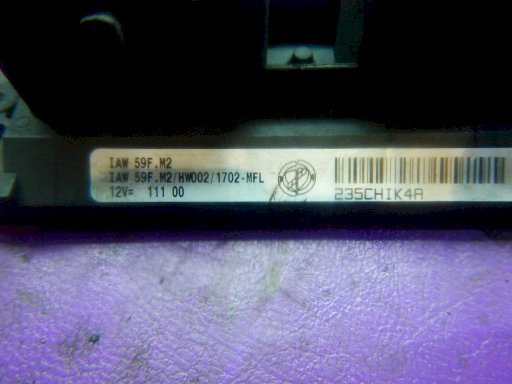 IAW 59F.M2
IAW 59F.M2/HW002/1702-MFL
12V= 111 00
235CHIK4A